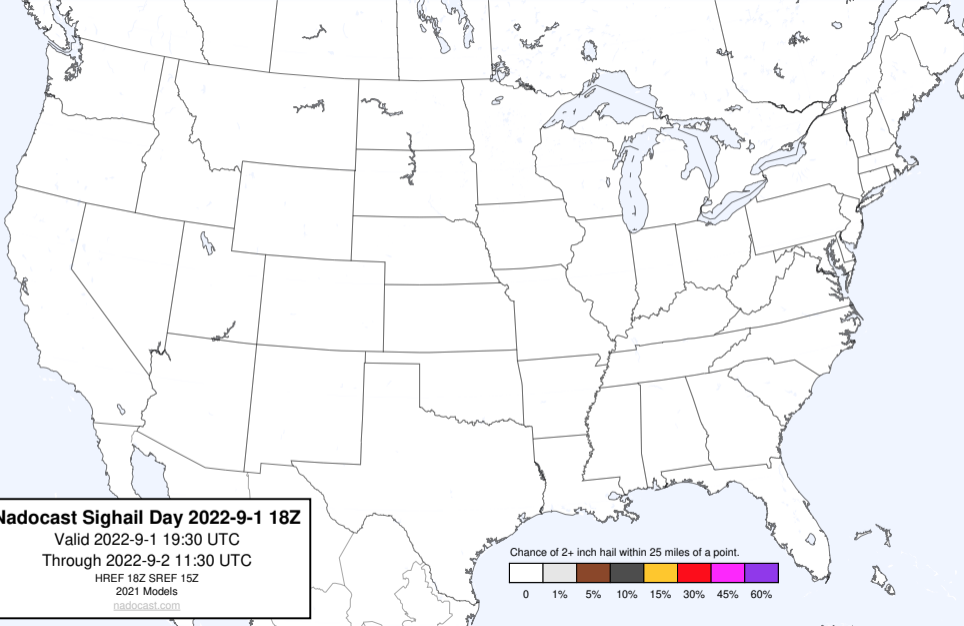 Nadocast Sighail Day 2022-9-1 18Z
Valid 2022-9-1 19:30 UTC
Through 2022-9-2 11:30 UTC
HREF 18Z SREF 15Z
2021 Models
nadocast.com
Chance of 2+ inch hail within 25 miles of a point.
0 1% 5% 10% 15% 30% 45% 60%